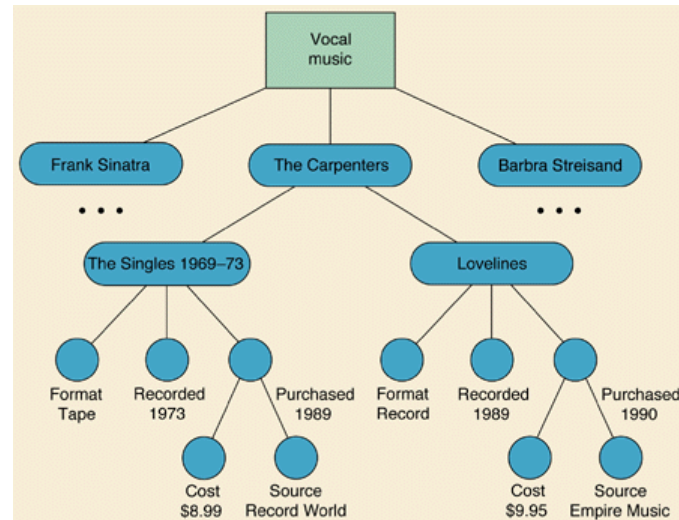 Vocal
music
Frank Sinatra
The Carpenters
Barbra Streisand
• • •
• • •
The Singles 1969–73
Lovelines
Format
Tape
Recorded
1973
Purchased
1989
Format
Record
Recorded
1989
Purchased
1990
Cost
$8.99
Source
Record World
Cost
$9.95
Source
Empire Music